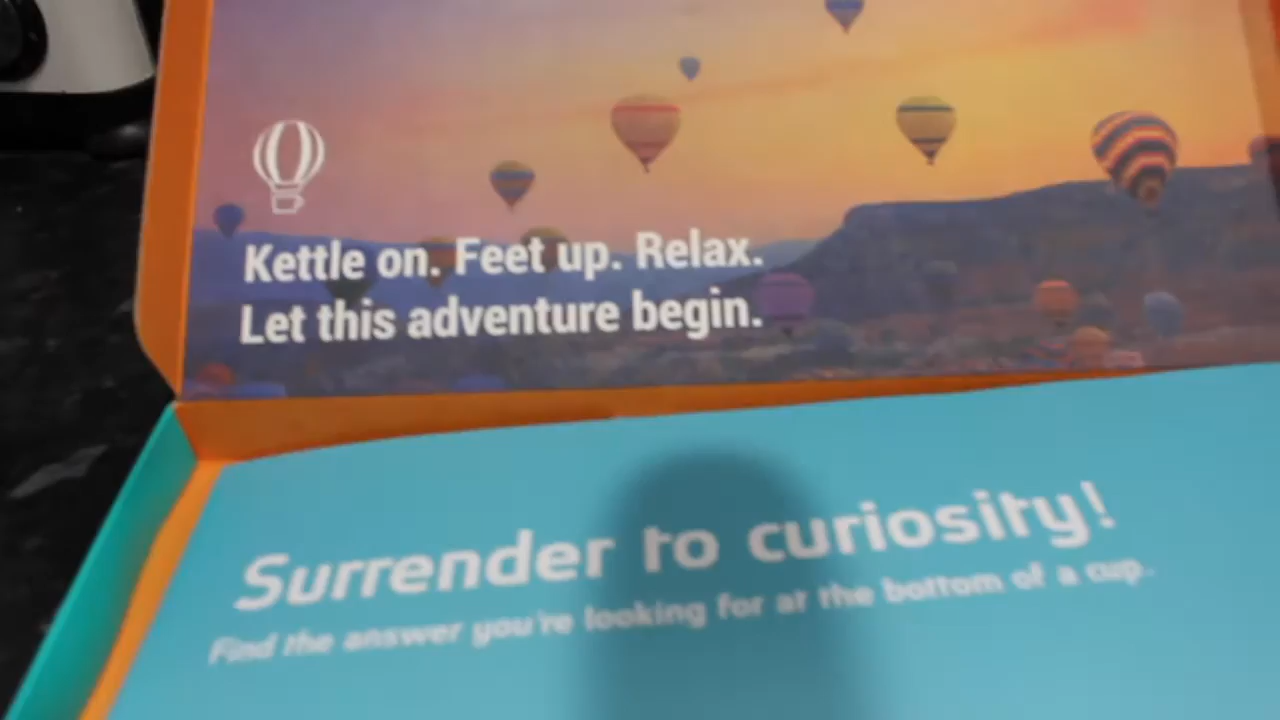 Kettle on. Feet up. Relax.
Let this adventure begin.
Surrender to curiosity!
Find the answer you're looking for at the bottom of a cup..